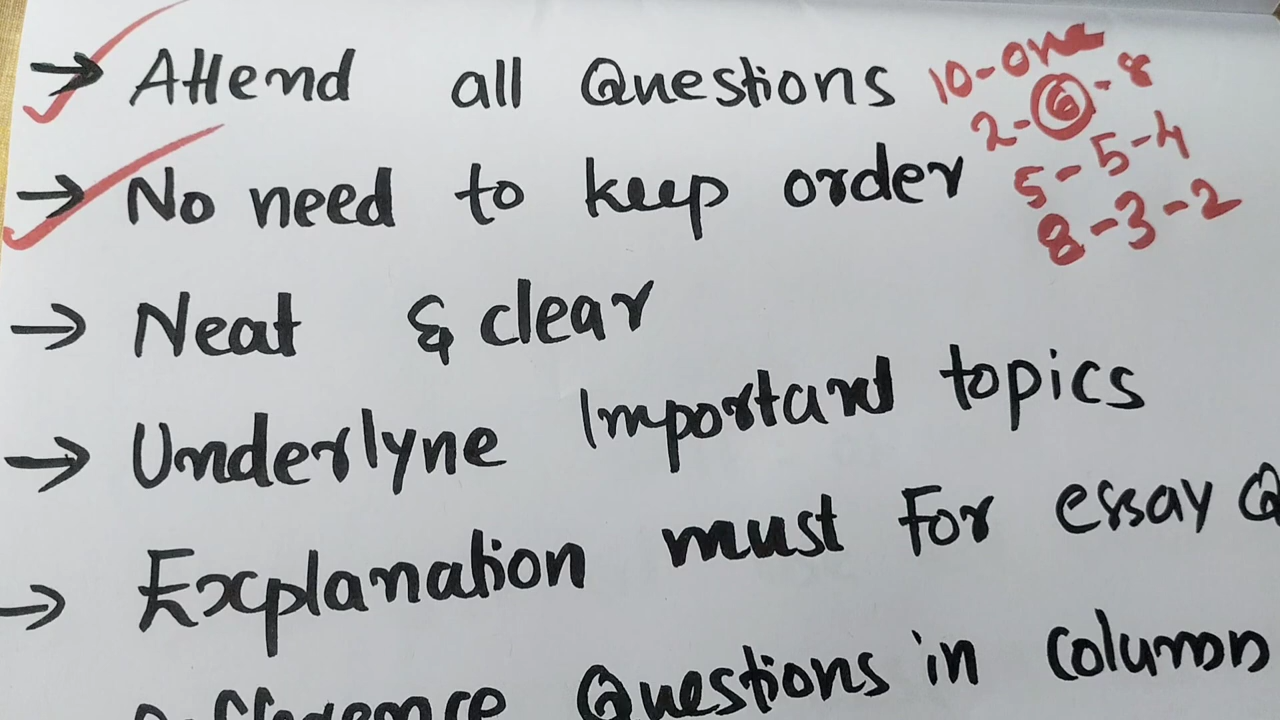 → Attend all Questions
→ No need to keep order
→ Neat & clear
→ Underlyne Important topics
→ Explanation must For essay Q
Difference Questions in Column
10-one
2-6-8
5-5-4
8-3-2